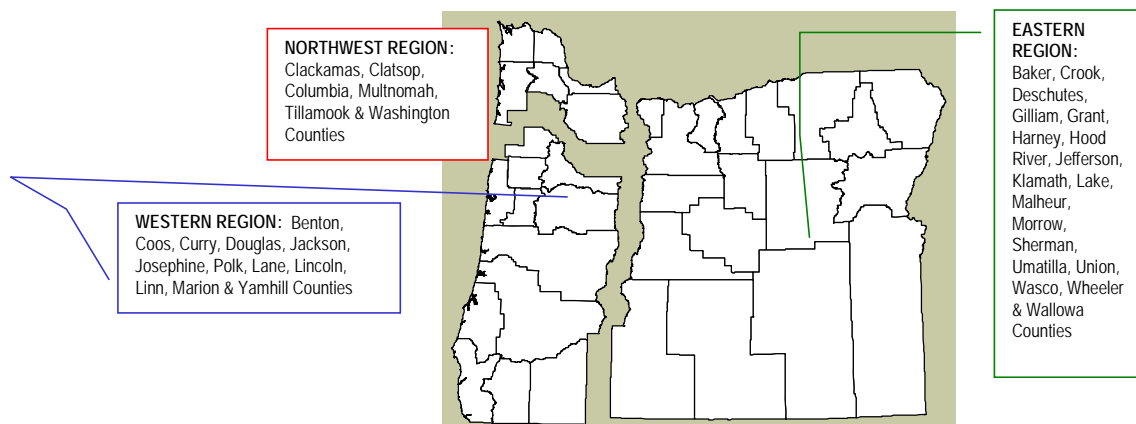 NORTHWEST REGION:
Clackamas, Clatsop,
Columbia, Multnomah,
Tillamook & Washington
Counties
WESTERN REGION: Benton,
Coos, Curry, Douglas, Jackson,
Josephine, Polk, Lane, Lincoln,
Linn, Marion & Yamhill Counties
EASTERN
REGION:
Baker, Crook,
Deschutes,
Gilliam, Grant,
Harney, Hood
River, Jefferson,
Klamath, Lake,
Malheur,
Morrow,
Sherman,
Umatilla, Union,
Wasco, Wheeler
& Wallowa
Counties